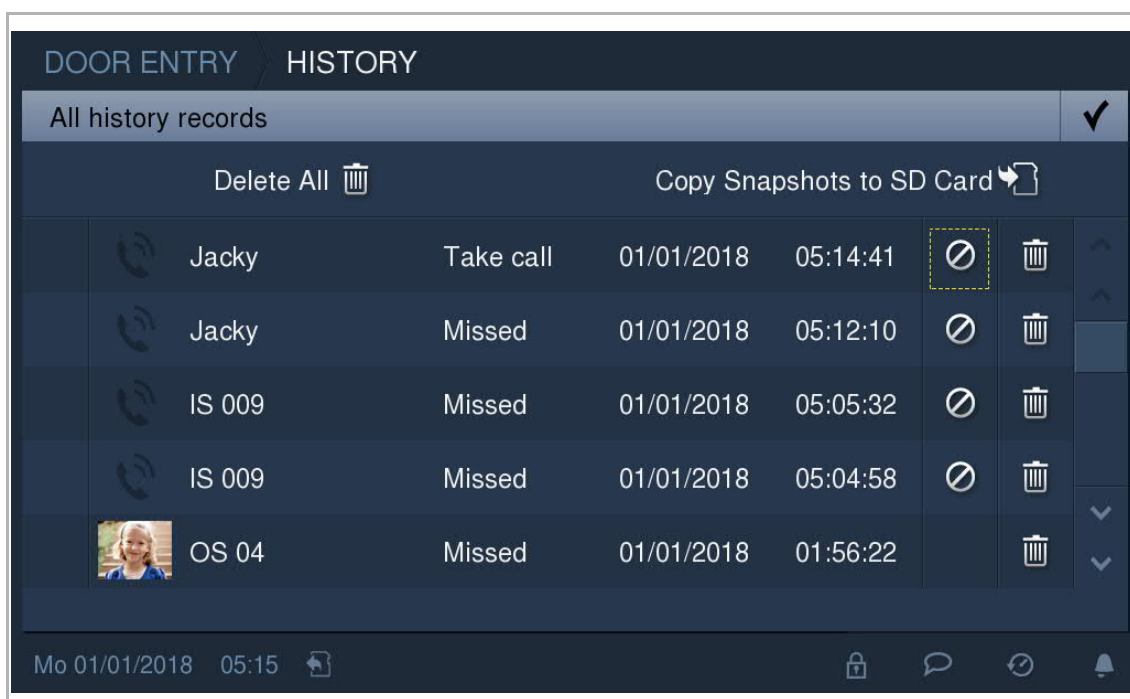 DOOR ENTRY HISTORY
All history records
Delete All Copy Snapshots to SD Card
Jacky Take call 01/01/2018 05:14:41
Jacky Missed 01/01/2018 05:12:10
IS 009 Missed 01/01/2018 05:05:32
IS 009 Missed 01/01/2018 05:04:58
OS 04 Missed 01/01/2018 01:56:22
Mo 01/01/2018 05:15